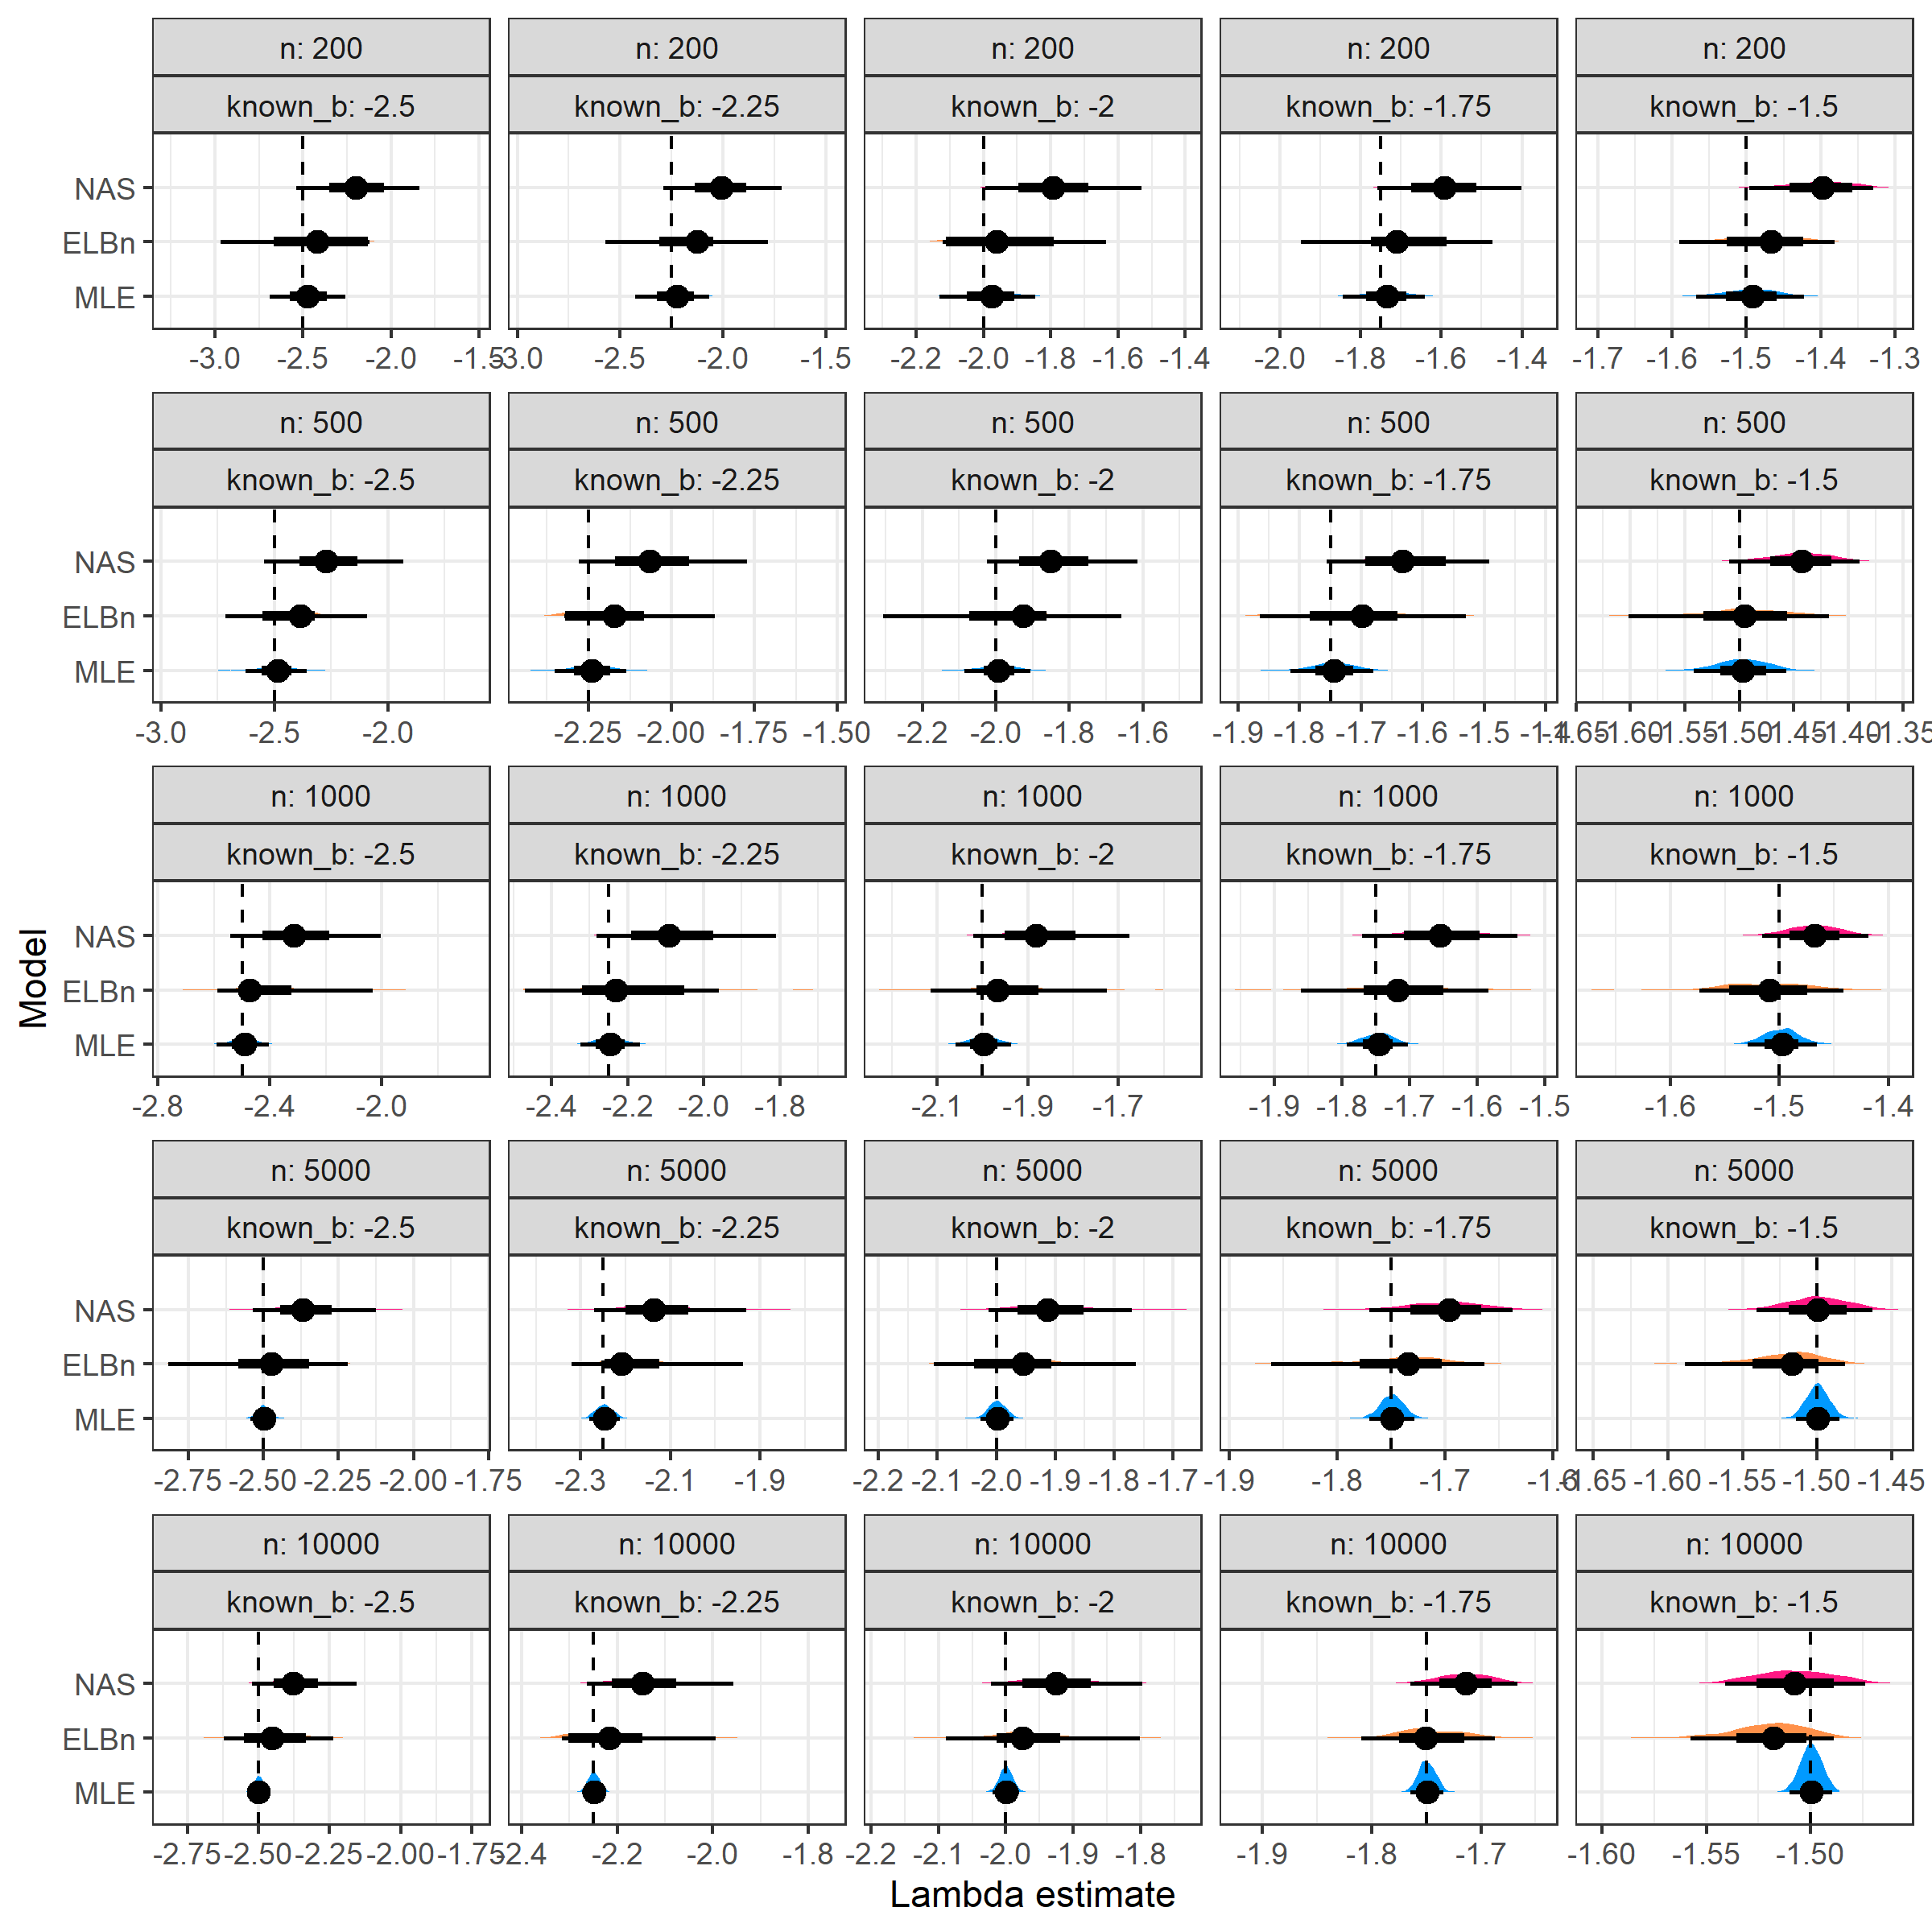 n: 200 n: 200 n: 200 n: 200 n: 200
known_b: -2.5 known_b: -2.25 known_b: -2 known_b: -1.75 known_b: -1.5
NAS
ELBn
MLE
-3.0 -2.5 -2.0 -1.5 -3.0 -2.5 -2.0 -1.5 -2.2 -2.0 -1.8 -1.6 -1.4 -2.0 -1.8 -1.6 -1.4 -1.7 -1.6 -1.5 -1.4 -1.3
n: 500 n: 500 n: 500 n: 500 n: 500
known_b: -2.5 known_b: -2.25 known_b: -2 known_b: -1.75 known_b: -1.5
NAS
ELBn
MLE
-3.0 -2.5 -2.0 -2.25 -2.00 -1.75 -1.50 -2.2 -2.0 -1.8 -1.6 -1.9 -1.8 -1.7 -1.6 -1.5 -1.4 -1.65 -1.60 -1.55 -1.50 -1.45 -1.40 -1.35
n: 1000 n: 1000 n: 1000 n: 1000 n: 1000
known_b: -2.5 known_b: -2.25 known_b: -2 known_b: -1.75 known_b: -1.5
Model
NAS
ELBn
MLE
-2.8 -2.4 -2.0 -2.4 -2.2 -2.0 -1.8 -2.1 -1.9 -1.7 -1.9 -1.8 -1.7 -1.6 -1.5 -1.6 -1.5 -1.4
n: 5000 n: 5000 n: 5000 n: 5000 n: 5000
known_b: -2.5 known_b: -2.25 known_b: -2 known_b: -1.75 known_b: -1.5
NAS
ELBn
MLE
-2.75 -2.50 -2.25 -2.00 -1.75 -2.3 -2.1 -1.9 -2.2 -2.1 -2.0 -1.9 -1.8 -1.7 -1.9 -1.8 -1.7 -1.6 -1.65 -1.60 -1.55 -1.50 -1.45
n: 10000 n: 10000 n: 10000 n: 10000 n: 10000
known_b: -2.5 known_b: -2.25 known_b: -2 known_b: -1.75 known_b: -1.5
NAS
ELBn
MLE
-2.75 -2.50 -2.25 -2.00 -1.75 -2.4 -2.2 -2.0 -1.8 -2.2 -2.1 -2.0 -1.9 -1.8 -1.9 -1.8 -1.7 -1.60 -1.55 -1.50
Lambda estimate